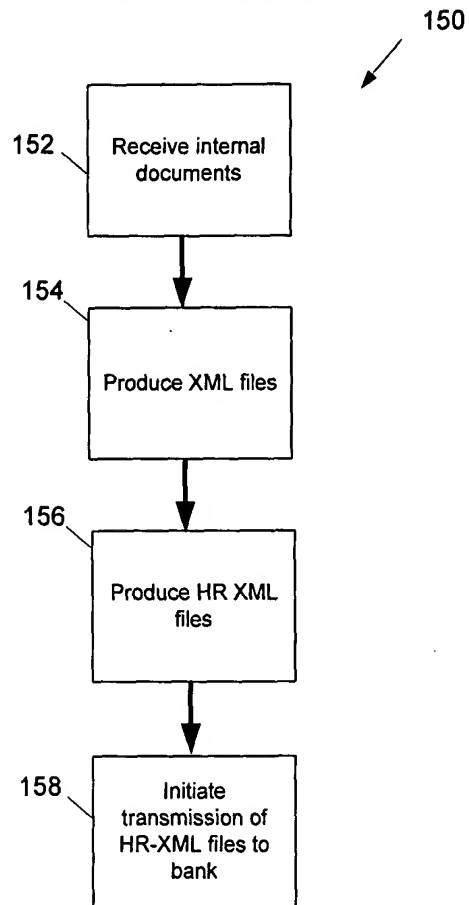 150
152
Receive internal
documents
154
Produce XML files
156
Produce HR XML
files
158
Initiate
transmission of
HR-XML files to
bank